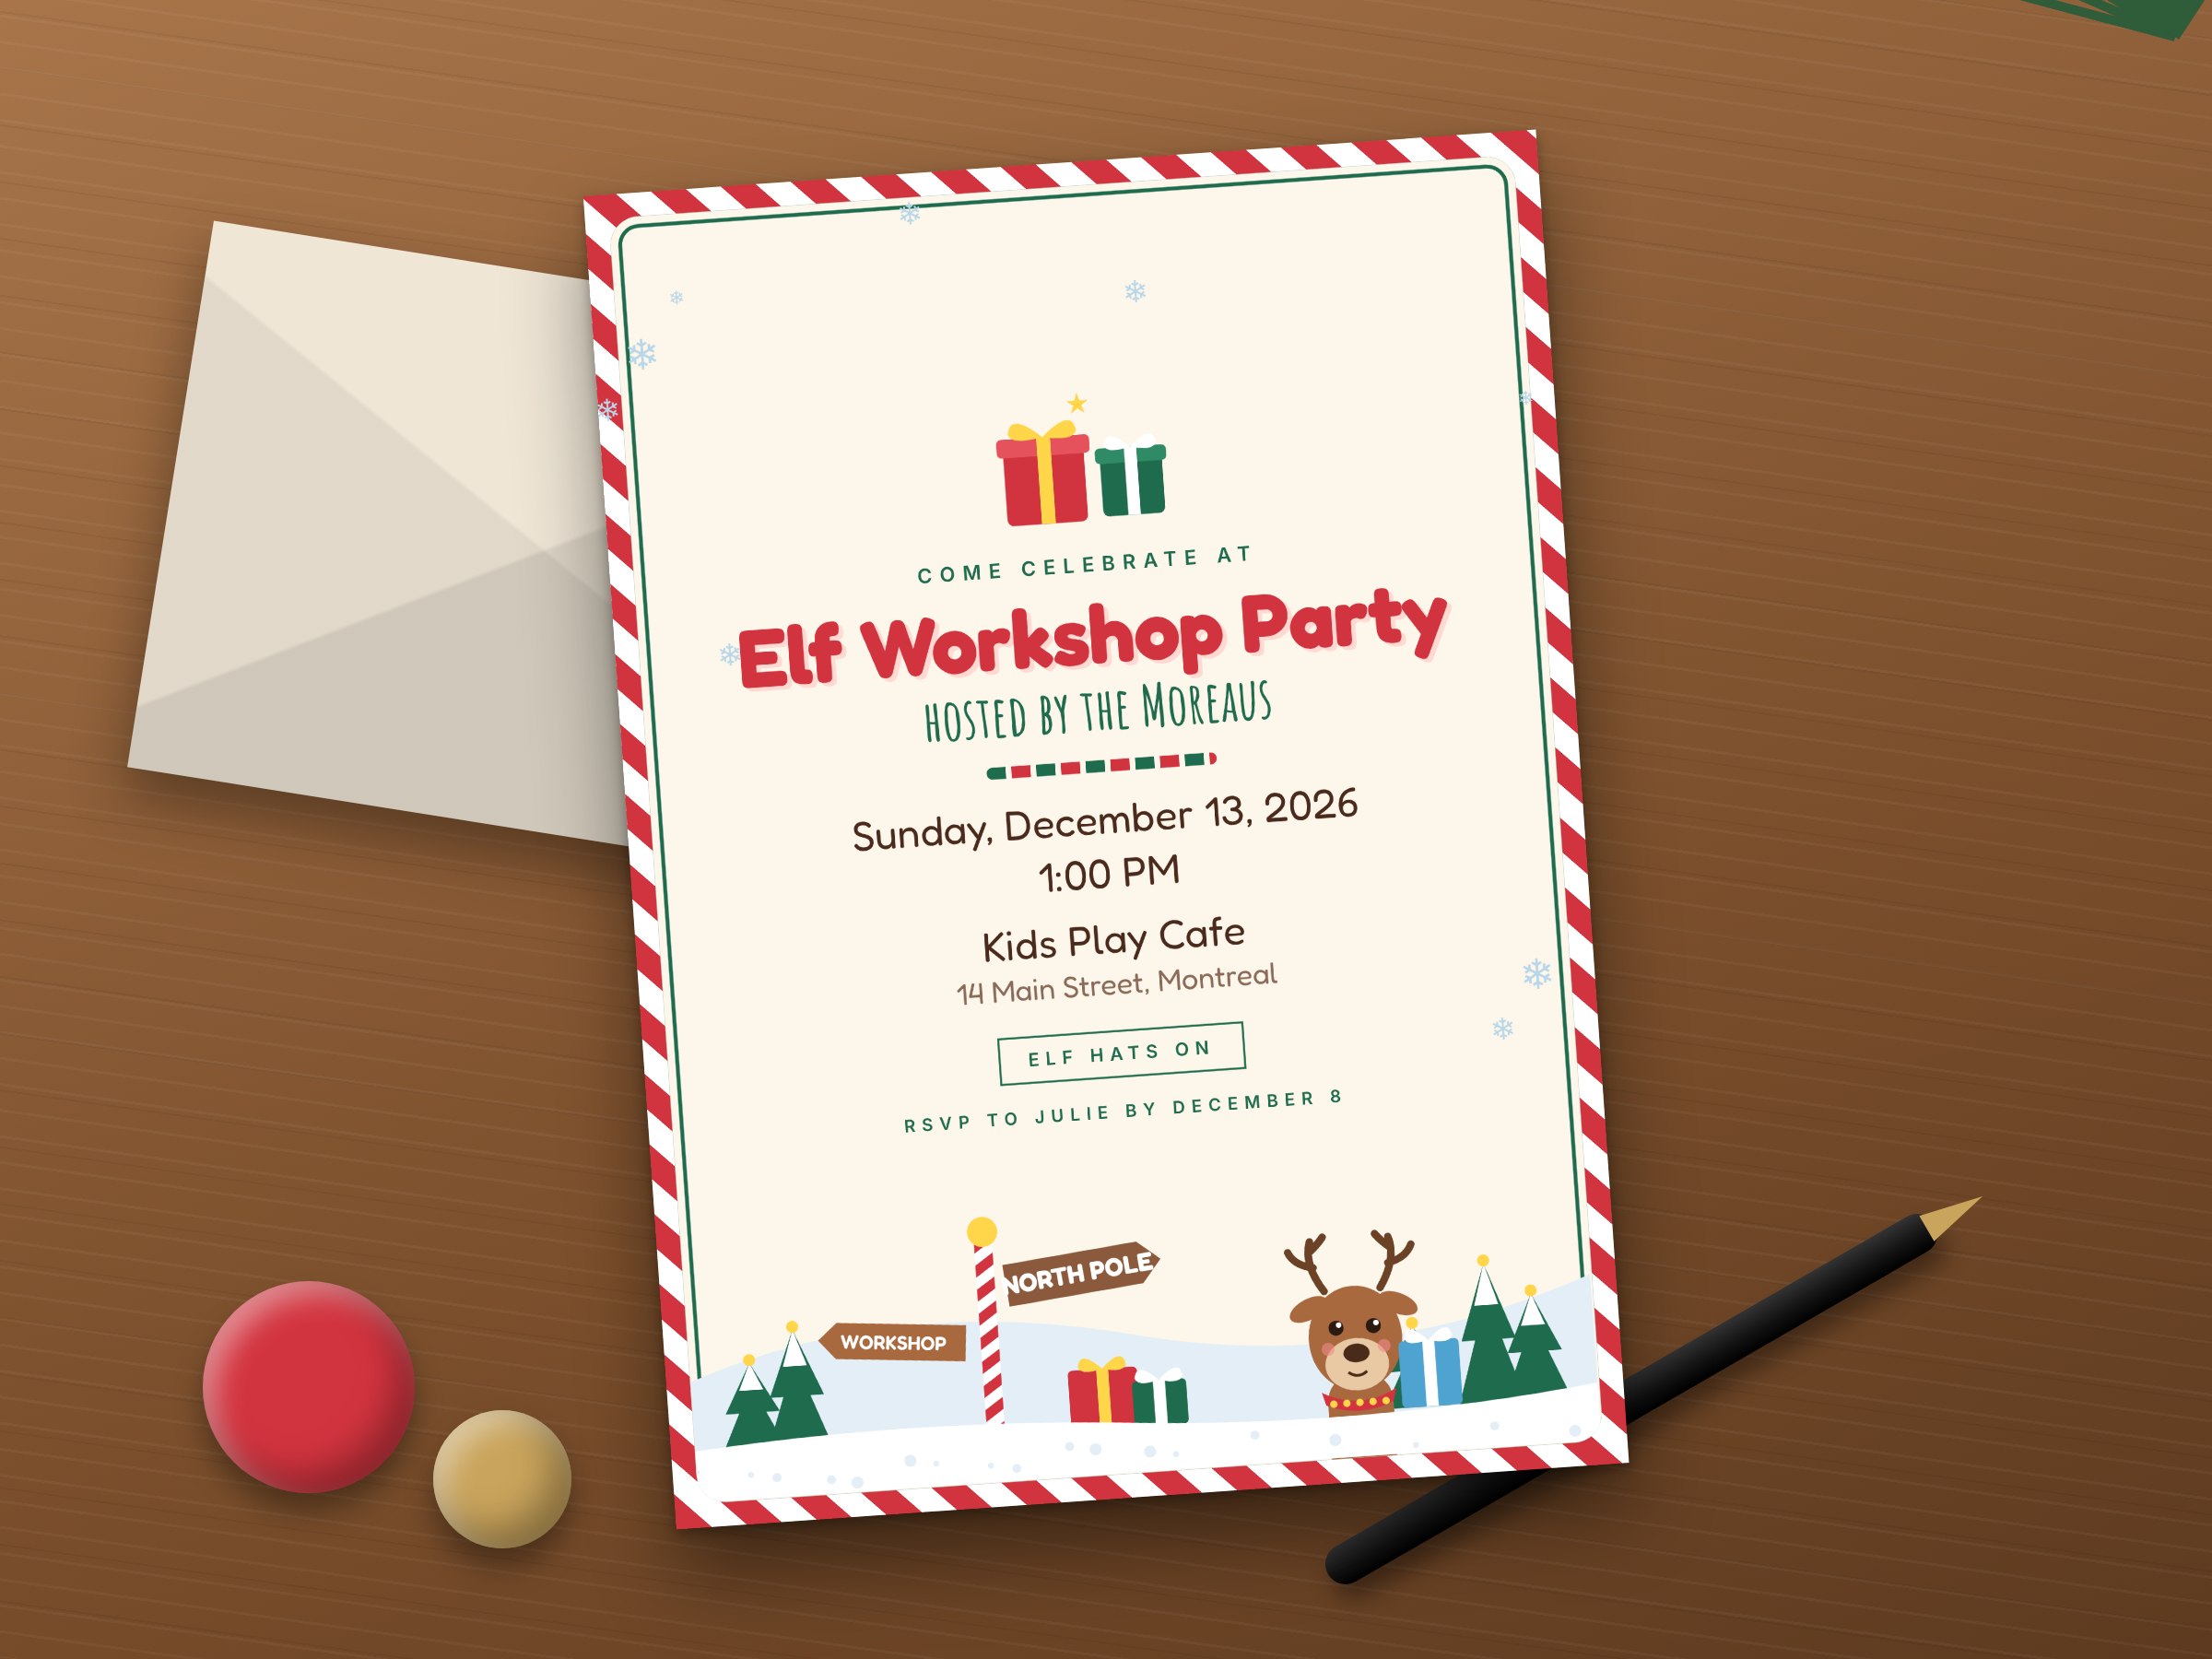 COME CELEBRATE AT
Elf Workshop Party
HOSTED BY THE MOREAUS
Sunday, December 13, 2026
1:00 PM
Kids Play Cafe
14 Main Street, Montreal
ELF HATS ON
RSVP TO JULIE BY DECEMBER 8
NORTH POLE
WORKSHOP